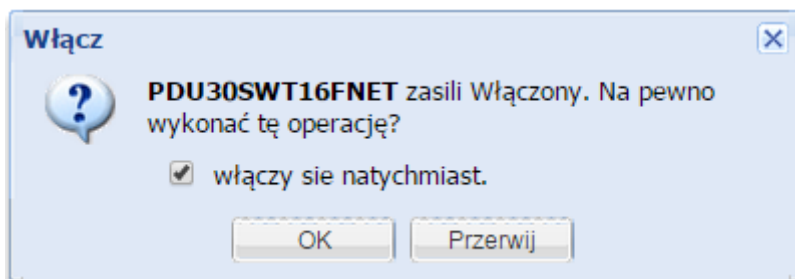 Włącz
PDU30SWT16FNET zasili Włączony. Na pewno
wykonać tę operację?
włączy sie natychmiast.
OK
Przerwij